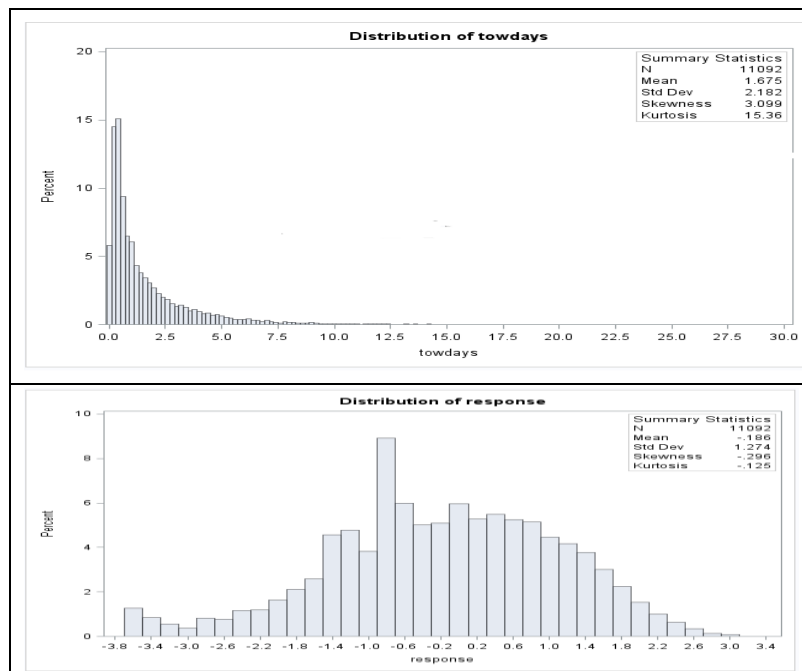 Distribution of towdays
Summary Statistics
N 11092
Mean 1.675
Std Dev 2.182
Skewness 3.099
Kurtosis 15.36
20
15
10
5
0
Percent
0.0 2.5 5.0 7.5 10.0 12.5 15.0 17.5 20.0 22.5 25.0 27.5 30.0
towdays
Distribution of response
Summary Statistics
N 11092
Mean -.186
Std Dev 1.274
Skewness -.296
Kurtosis -.125
10
8
6
4
2
0
Percent
-3.8 -3.4 -3.0 -2.6 -2.2 -1.8 -1.4 -1.0 -0.6 -0.2 0.2 0.6 1.0 1.4 1.8 2.2 2.6 3.0 3.4
response